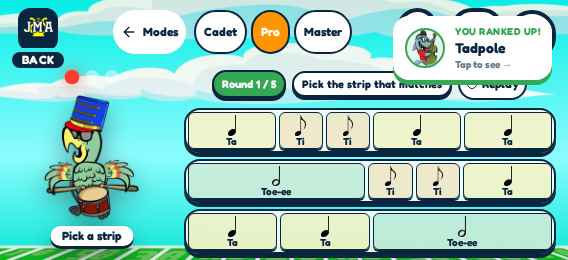 JMA
BACK
Modes
Cadet
Pro
Master
YOU RANKED UP!
Tadpole
Tap to see →
Round 1 / 5
Pick the strip that matches
Replay
Ta Ti Ti Ta Ta
Toe-ee Ti Ti Ta
Ta Ta Toe-ee
Pick a strip